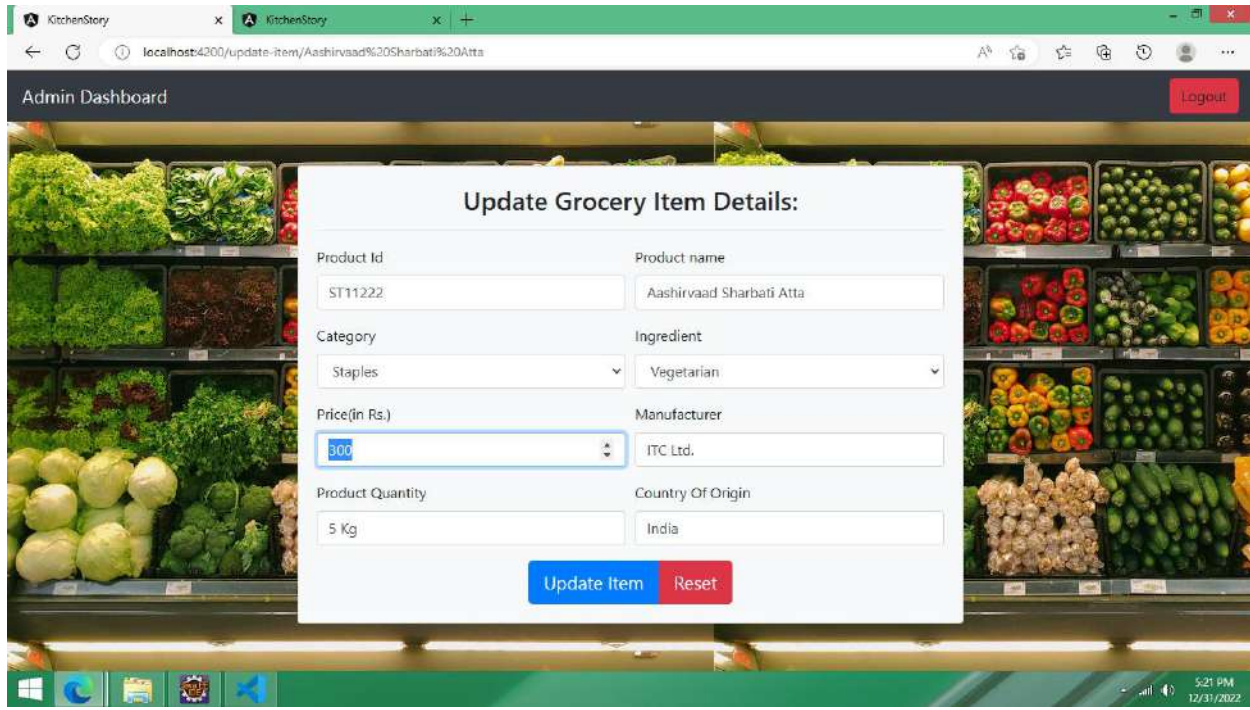 KitchenStory
KitchenStory
localhost:4200/update-item/Aashirvaad%20Sharbati%20Atta
Admin Dashboard
Logout
Update Grocery Item Details:
Product Id
Product name
ST11222
Aashirvaad Sharbati Atta
Category
Ingredient
Staples
Vegetarian
Price(in Rs.)
Manufacturer
300
ITC Ltd.
Product Quantity
Country Of Origin
5 Kg
India
Update Item
Reset
5:21 PM
12/31/2022